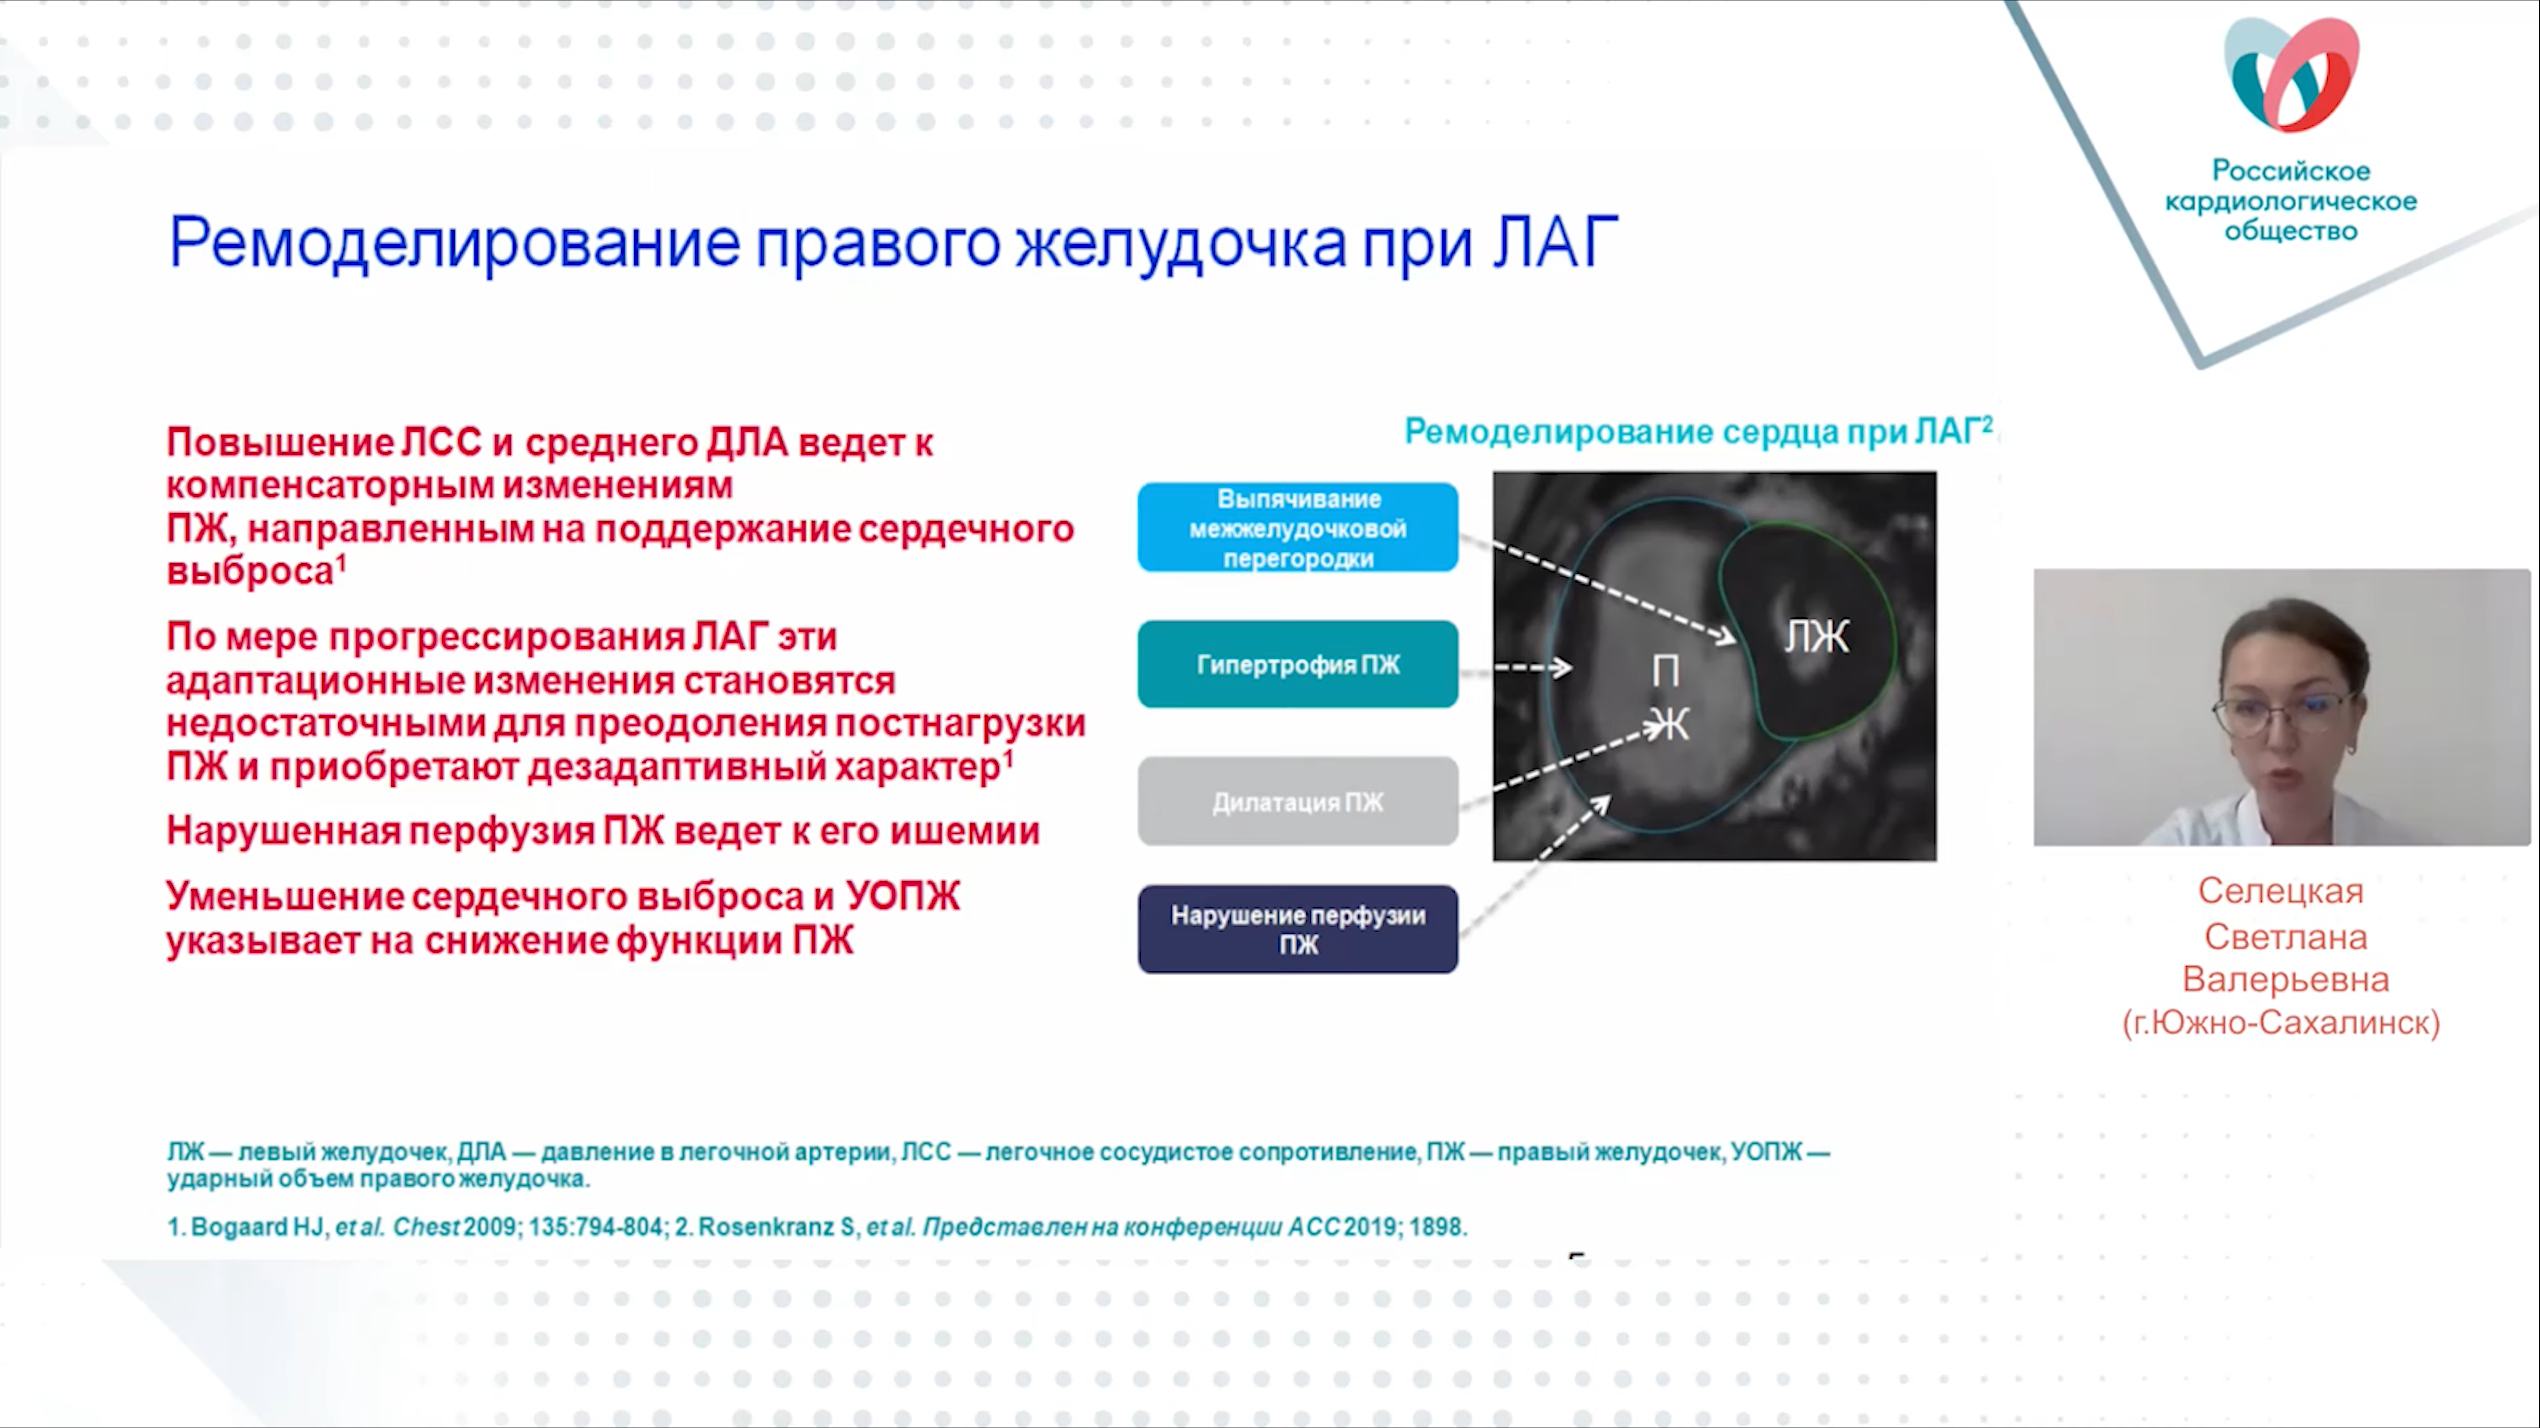 Российское
кардиологическое
общество
Ремоделирование правого желудочка при ЛАГ
Повышение ЛСС и среднего ДЛА ведет к
компенсаторным изменениям
ПЖ, направленным на поддержание сердечного
выброса1
По мере прогрессирования ЛАГ эти
адаптационные изменения становятся
недостаточными для преодоления постнагрузки
ПЖ и приобретают дезадаптивный характер1
Нарушенная перфузия ПЖ ведет к его ишемии
Уменьшение сердечного выброса и УОПЖ
указывает на снижение функции ПЖ
Ремоделирование сердца при ЛАГ2
Выпячивание
межжелудочковой
перегородки
Гипертрофия ПЖ
Дилатация ПЖ
Нарушение перфузии
ПЖ
ЛЖ
П
Ж
Селецкая
Светлана
Валерьевна
(г.Южно-Сахалинск)
ЛЖ — левый желудочек, ДЛА — давление в легочной артерии, ЛСС — легочное сосудистое сопротивление, ПЖ — правый желудочек, УОПЖ —
ударный объем правого желудочка.
1. Bogaard HJ, et al. Chest 2009; 135:794-804; 2. Rosenkranz S, et al. Представлен на конференции ACC 2019; 1898.